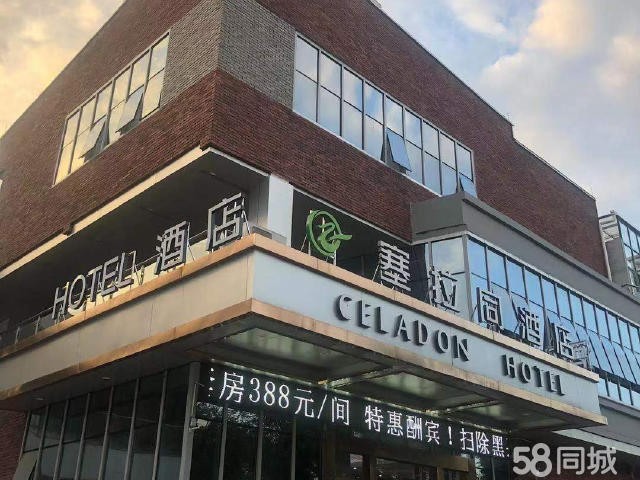 HOTEL 酒店
塞拉同酒店
CELADON HOTEL
房388元/间 特惠酬宾！扫除黑
58同城